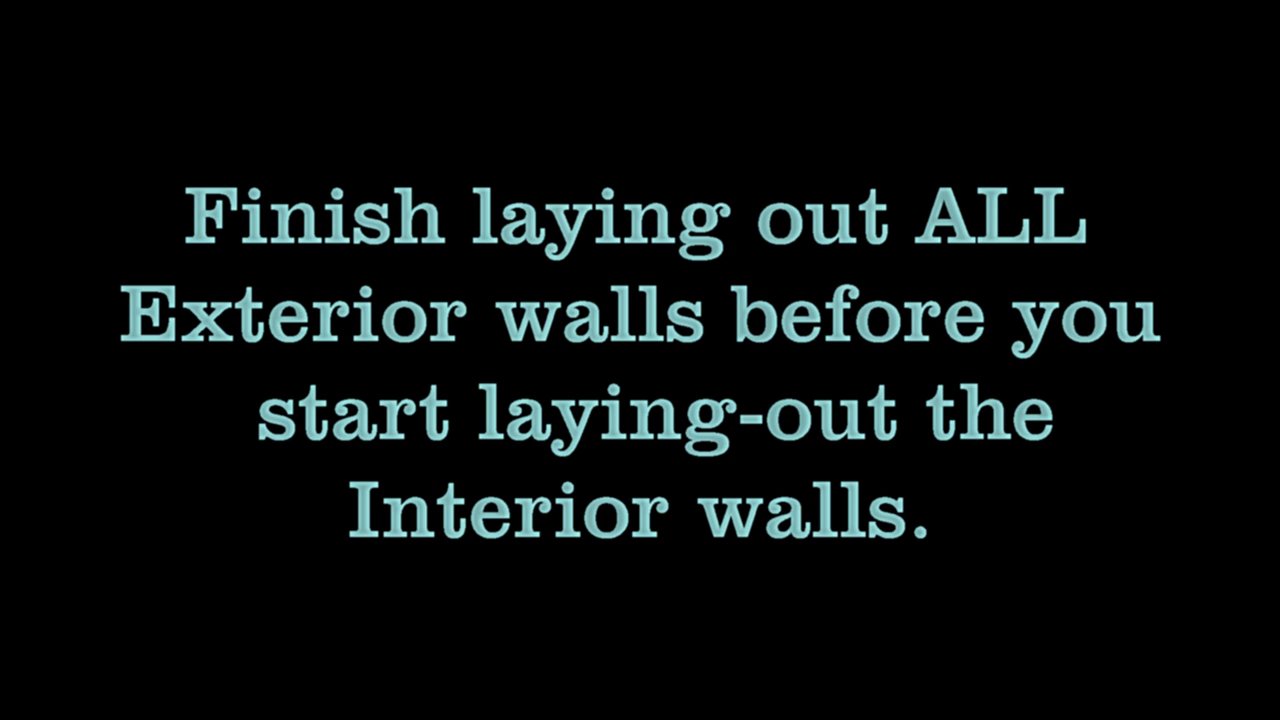 Finish laying out ALL
Exterior walls before you
start laying-out the
Interior walls.